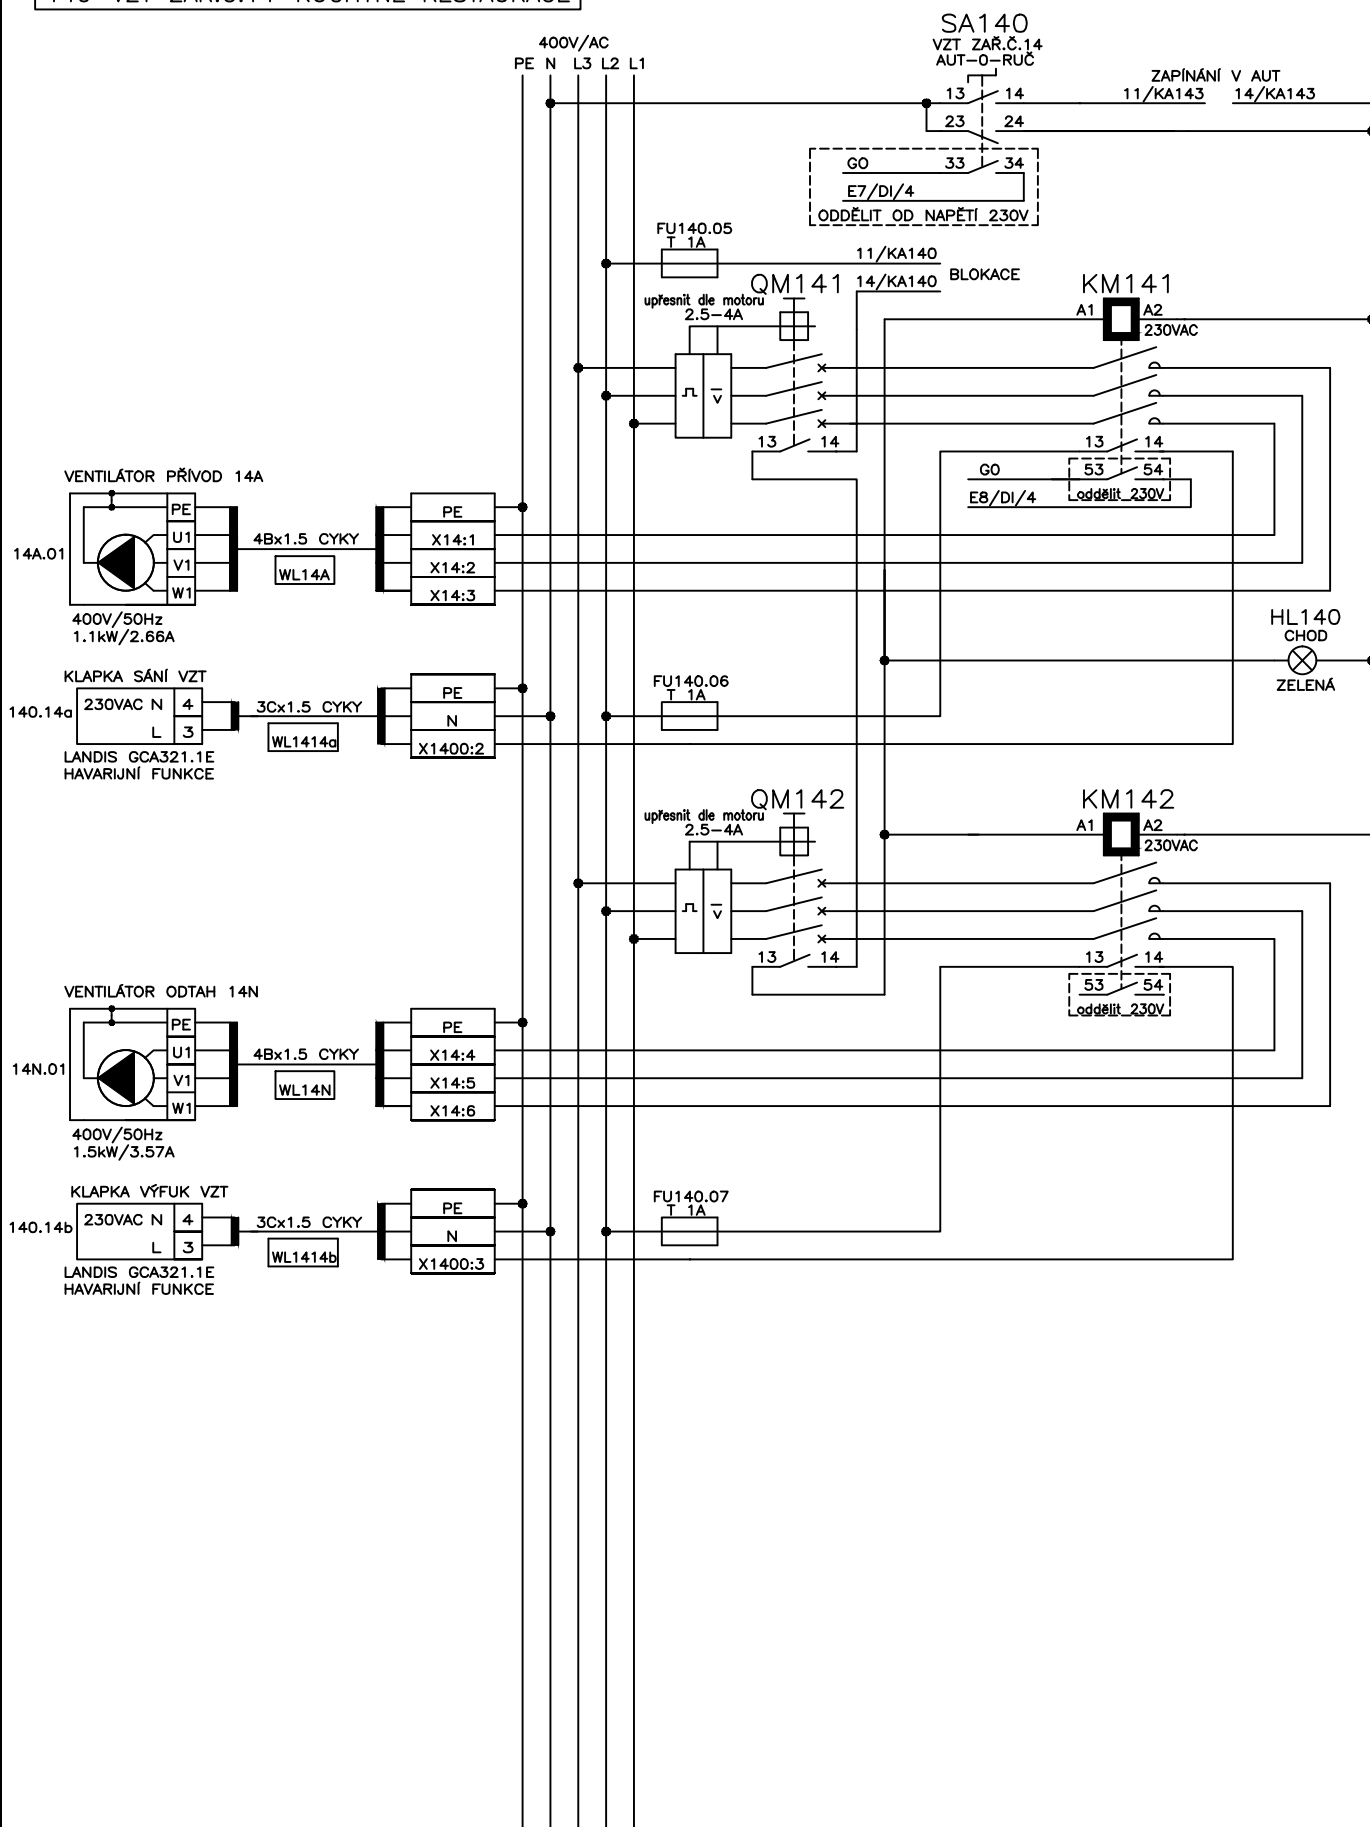 400V/AC
PE N L3 L2 L1
SA140
VZT ZAŘ.Č.14
AUT-0-RUČ
13 14
ZAPÍNÁNÍ V AUT
11/KA143 14/KA143
23 24
GO 33 34
E7/DI/4
ODDĚLIT OD NAPĚTÍ 230V
FU140.05
T 1A
11/KA140
14/KA140
BLOKACE
QM141
upřesnit dle motoru
2.5-4A
KM141
A1 A2
230VAC
13 14
13 14
GO 53 54
E8/DI/4
oddělit 230V
VENTILÁTOR PŘÍVOD 14A
14A.01
PE
U1
V1
W1
4Bx1.5 CYKY
WL14A
PE
X14:1
X14:2
X14:3
400V/50Hz
1.1kW/2.66A
HL140
CHOD
ZELENÁ
KLAPKA SÁNÍ VZT
140.14a
230VAC N 4
L 3
3Cx1.5 CYKY
WL1414a
PE
N
X1400:2
LANDIS GCA321.1E
HAVARIJNÍ FUNKCE
FU140.06
T 1A
QM142
upřesnit dle motoru
2.5-4A
KM142
A1 A2
230VAC
13 14
13 14
53 54
oddělit 230V
VENTILÁTOR ODTAH 14N
14N.01
PE
U1
V1
W1
4Bx1.5 CYKY
WL14N
PE
X14:4
X14:5
X14:6
400V/50Hz
1.5kW/3.57A
KLAPKA VÝFUK VZT
140.14b
230VAC N 4
L 3
3Cx1.5 CYKY
WL1414b
PE
N
X1400:3
LANDIS GCA321.1E
HAVARIJNÍ FUNKCE
FU140.07
T 1A